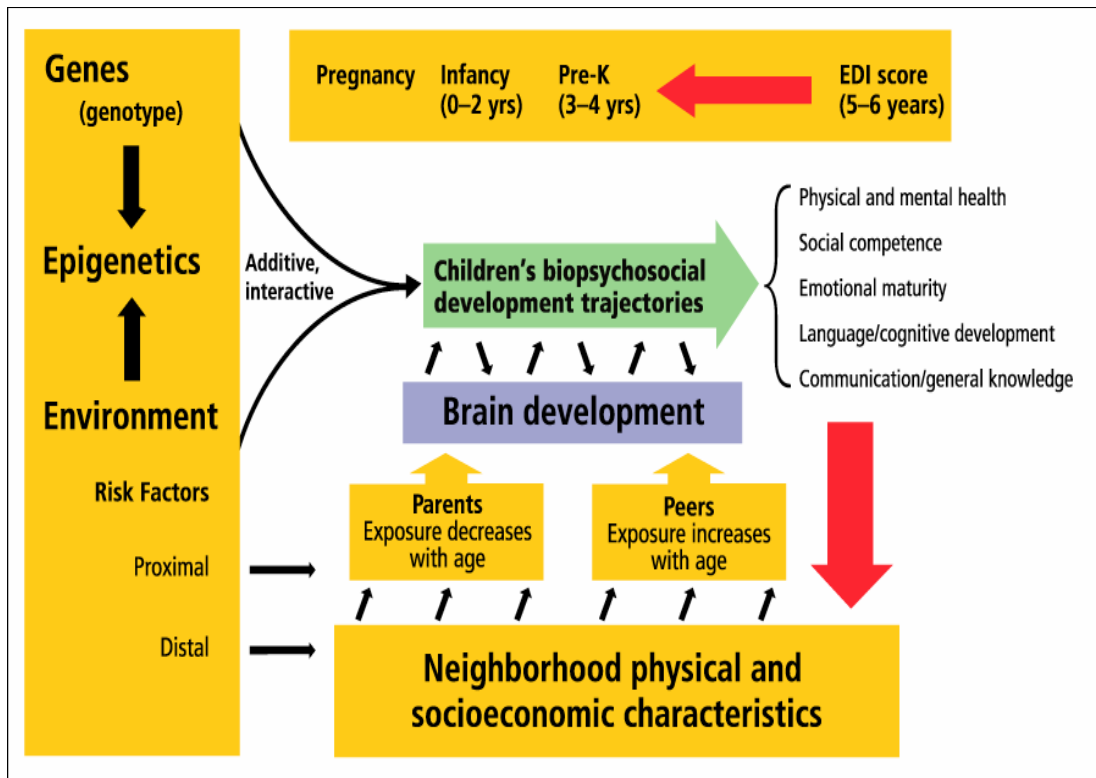 Genes
(genotype)
Epigenetics
Environment
Risk Factors
Proximal
Distal
Pregnancy
Infancy
(0–2 yrs)
Pre-K
(3–4 yrs)
EDI score
(5–6 years)
Additive,
interactive
Children’s biopsychosocial
development trajectories
Physical and mental health
Social competence
Emotional maturity
Language/cognitive development
Communication/general knowledge
Brain development
Parents
Exposure decreases
with age
Peers
Exposure increases
with age
Neighborhood physical and
socioeconomic characteristics